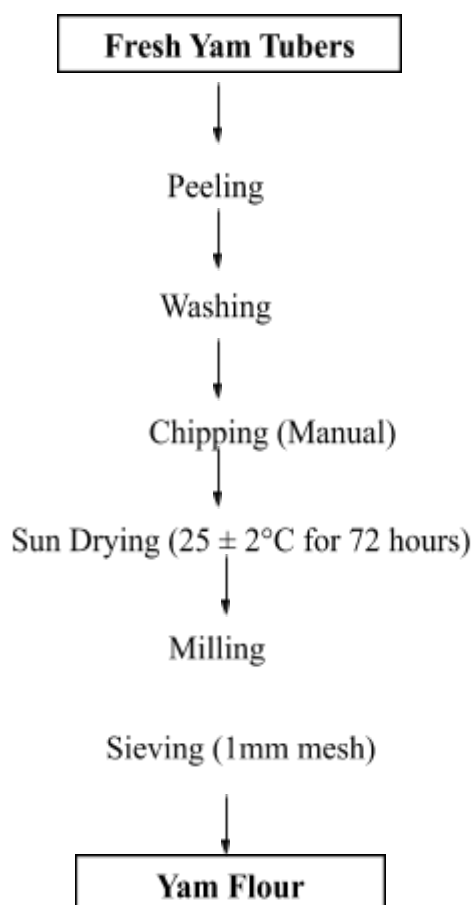 Fresh Yam Tubers
Peeling
Washing
Chipping (Manual)
Sun Drying (25 ± 2°C for 72 hours)
Milling
Sieving (1mm mesh)
Yam Flour